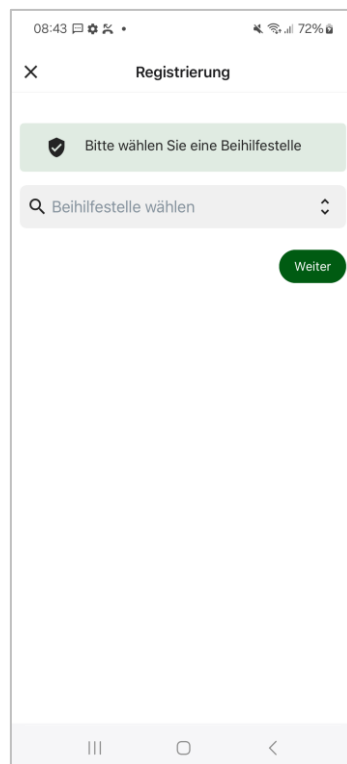 08:43 72%
Registrierung
Bitte wählen Sie eine Beihilfestelle
Beihilfestelle wählen
Weiter